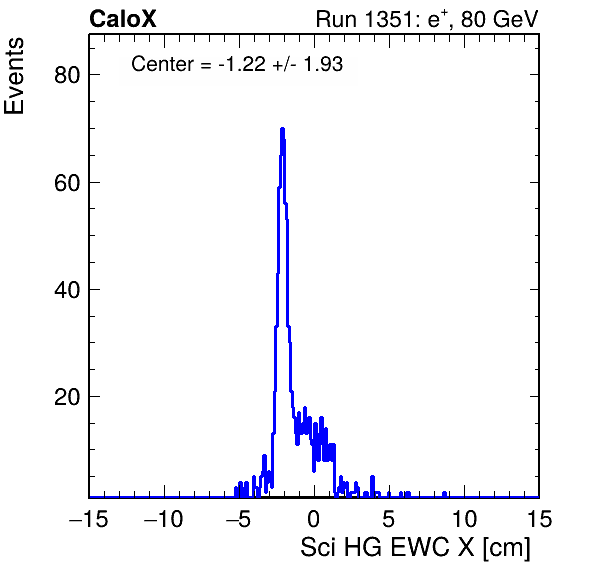 CaloX Run 1351: e⁺, 80 GeV
Center = -1.22 +/- 1.93
Events
80
60
40
20
−15 −10 −5 0 5 10 15
Sci HG EWC X [cm]